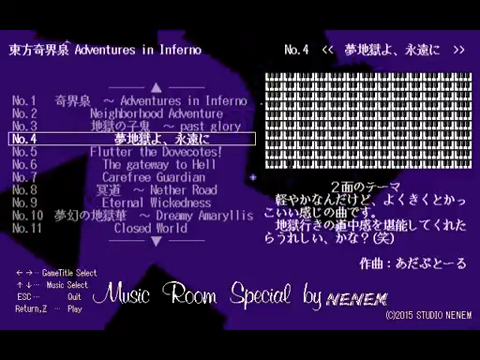 東方奇界泉 Adventures in Inferno
No.4 << 夢地獄よ、永遠に >>
No.1 奇界泉 ～ Adventures in Inferno
No.2 Neighborhood Adventure
No.3 地獄の子鬼 ～ past glory
No.4 夢地獄よ、永遠に
No.5 Flutter the Dovecotes!
No.6 The gateway to Hell
No.7 Carefree Guardian
No.8 冥道 ～ Nether Road
No.9 Eternal Wickedness
No.10 夢幻の地獄華 ～ Dreamy Amaryllis
No.11 Closed World
２面のテーマ
軽やかなんだけど、よくきくとかっ
こいい感じの曲です。
地獄行きの道中感を堪能してくれた
らうれしい、かな？(笑)
作曲：あだぷとーる
←→… GameTitle Select
↑↓… Music Select
ESC… Quit
Return,Z… Play
Music Room Special by NENEM
(C)2015 STUDIO NENEM